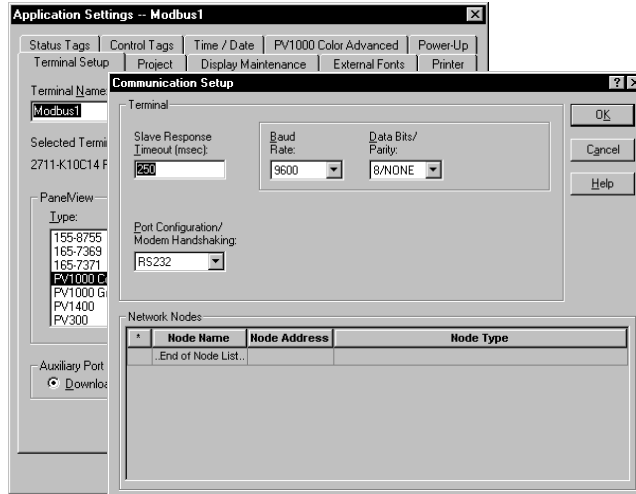 Application Settings -- Modbus1
Status Tags Control Tags Time / Date PV1000 Color Advanced Power-Up
Terminal Setup Project Display Maintenance External Fonts Printer
Terminal Name:
Modbus1
Selected Termi
2711-K10C14 F
PanelView
Type:
155-8755
165-7369
165-7371
PV1000 C
PV1000 G
PV1400
PV300
Auxiliary Port
Downloa
Communication Setup
Terminal
Slave Response
Timeout (msec):
250
Baud
Rate:
9600
Data Bits/
Parity:
8/NONE
Port Configuration/
Modem Handshaking:
RS232
OK
Cancel
Help
Network Nodes
* Node Name Node Address Node Type
..End of Node List..